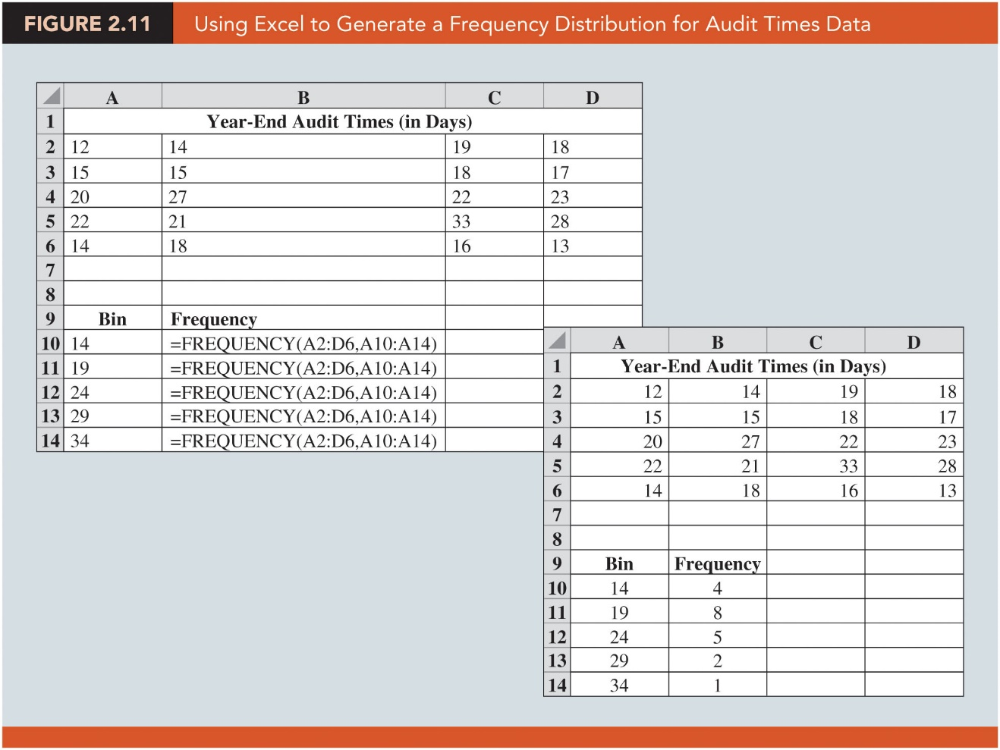 FIGURE 2.11 Using Excel to Generate a Frequency Distribution for Audit Times Data
A B C D
1 Year-End Audit Times (in Days)
2 12 14 19 18
3 15 15 18 17
4 20 27 22 23
5 22 21 33 28
6 14 18 16 13
7
8
9 Bin Frequency
10 14 =FREQUENCY(A2:D6,A10:A14)
11 19 =FREQUENCY(A2:D6,A10:A14)
12 24 =FREQUENCY(A2:D6,A10:A14)
13 29 =FREQUENCY(A2:D6,A10:A14)
14 34 =FREQUENCY(A2:D6,A10:A14)
A B C D
1 Year-End Audit Times (in Days)
2 12 14 19 18
3 15 15 18 17
4 20 27 22 23
5 22 21 33 28
6 14 18 16 13
7
8
9 Bin Frequency
10 14 4
11 19 8
12 24 5
13 29 2
14 34 1